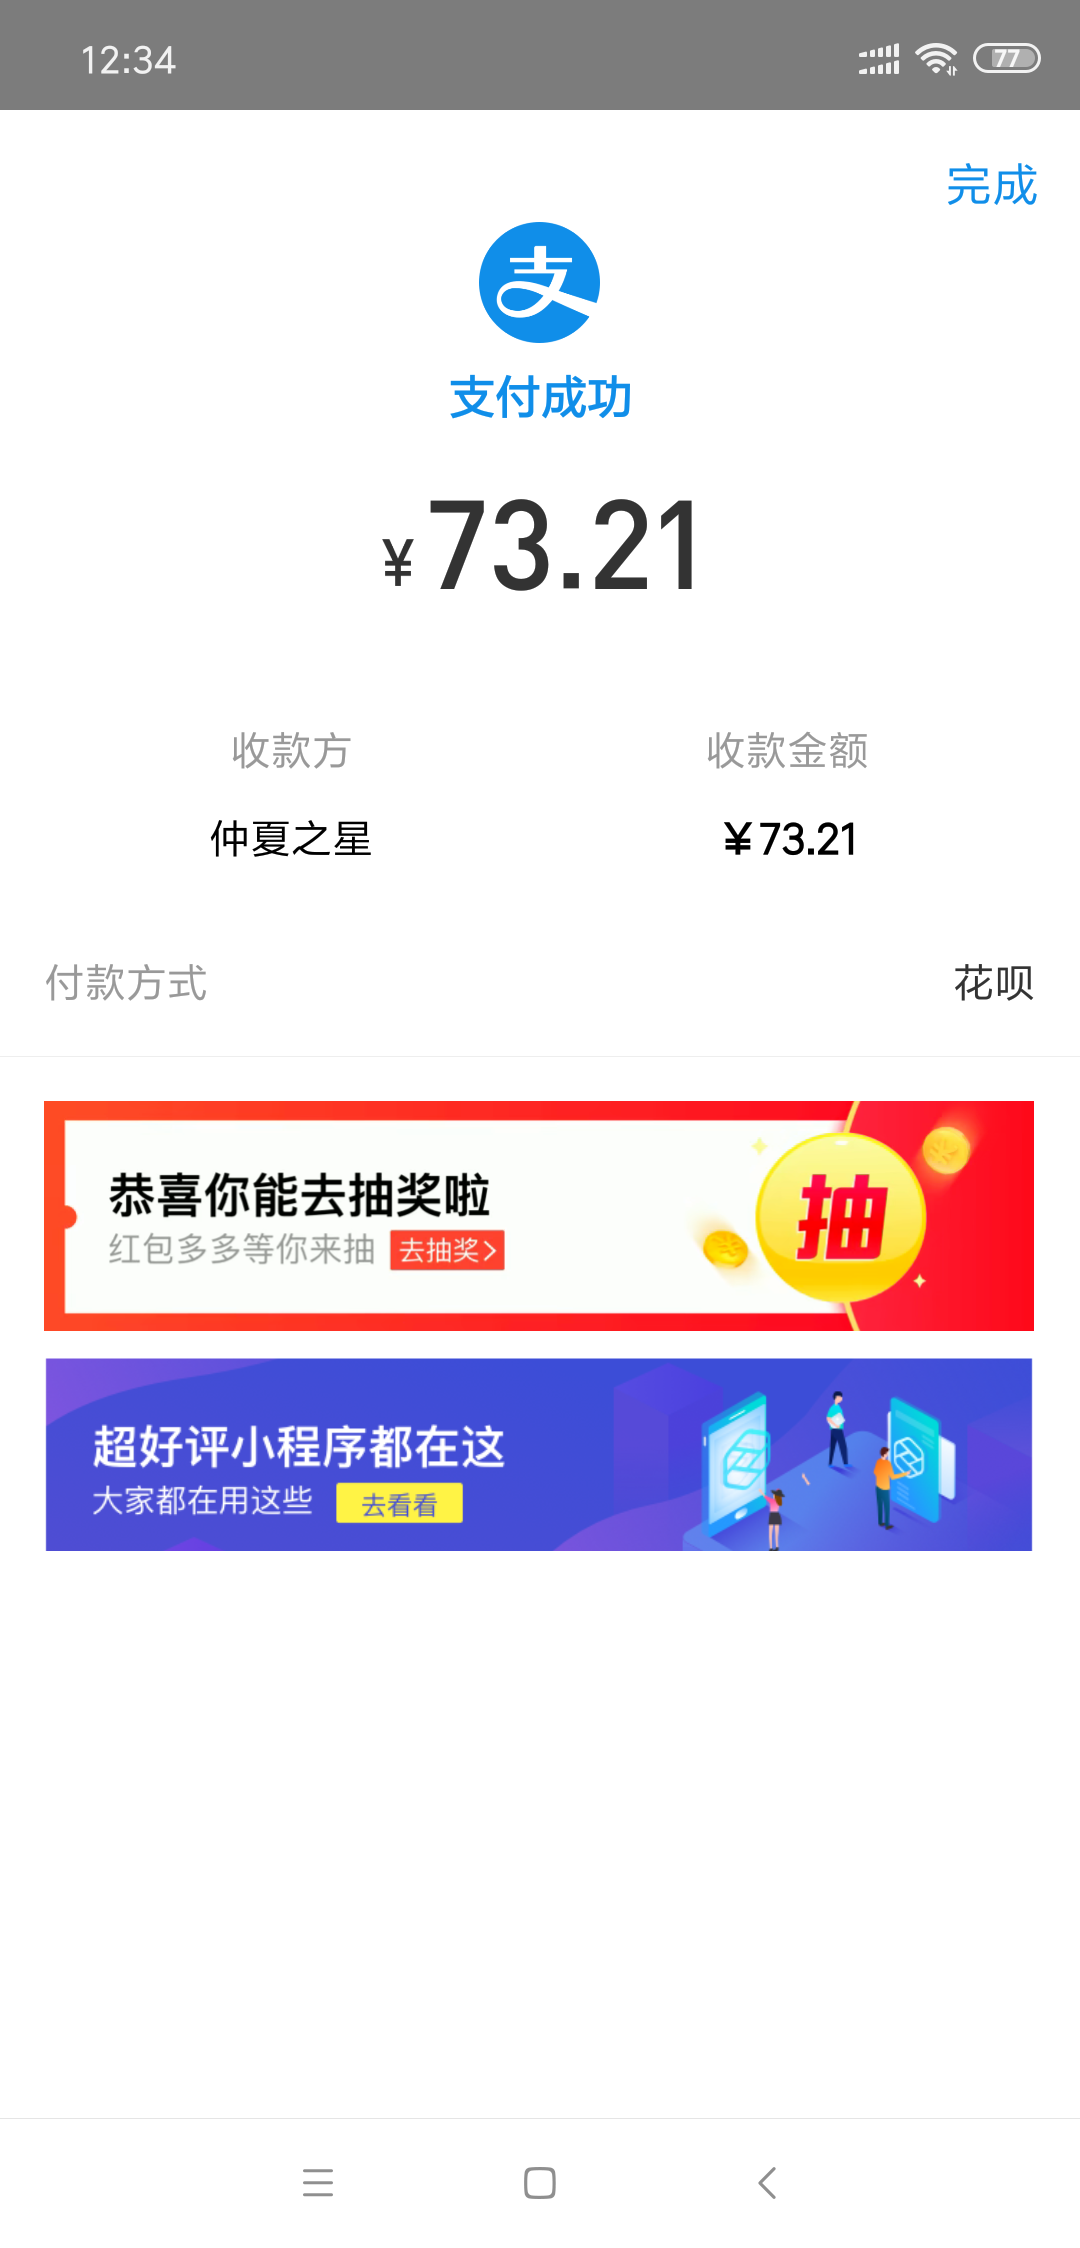 12:34
77
完成
支
支付成功
¥73.21
收款方 收款金额
仲夏之星 ¥73.21
付款方式 花呗
恭喜你能去抽奖啦
红包多多等你来抽 去抽奖>
抽
超好评小程序都在这
大家都在用这些 去看看